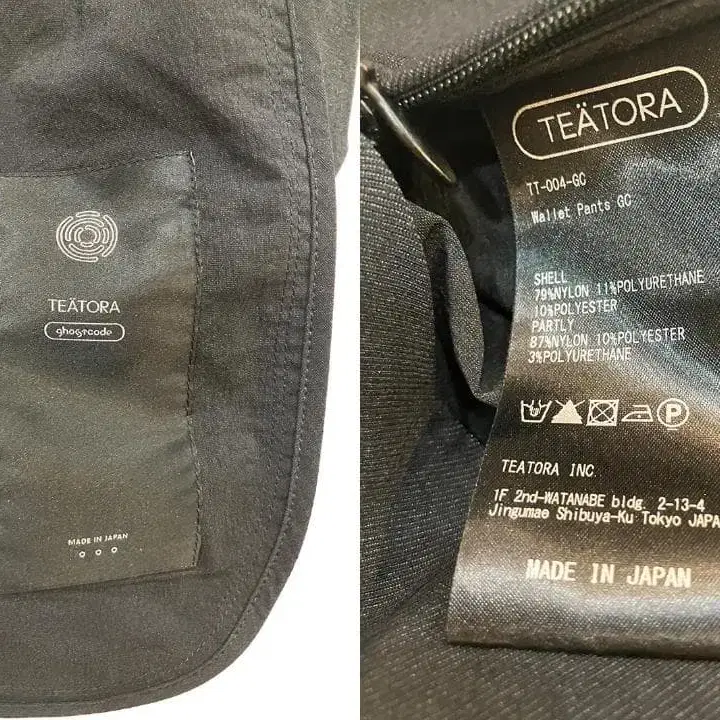 TEÄTORA
ghostcode
MADE IN JAPAN
TEÄTORA
TT-004-GC
Wallet Pants GC
SHELL
79%NYLON 11%POLYURETHANE
10%POLYESTER
PARTLY
87%NYLON 10%POLYESTER
3%POLYURETHANE
P
TEATORA INC.
1F 2nd-WATANABE bldg. 2-13-4
Jingumae Shibuya-Ku Tokyo JAPA
MADE IN JAPAN